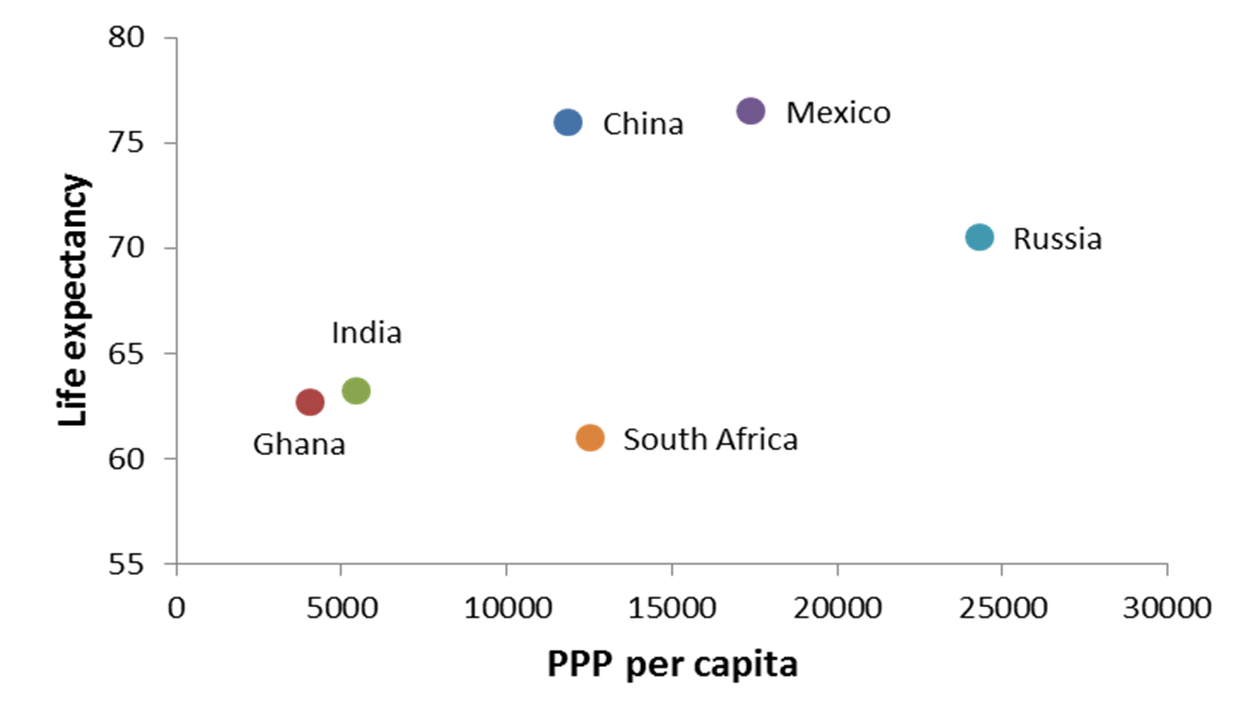 80
75
70
65
60
55
Life expectancy
China
Mexico
Russia
India
Ghana
South Africa
0 5000 10000 15000 20000 25000 30000
PPP per capita